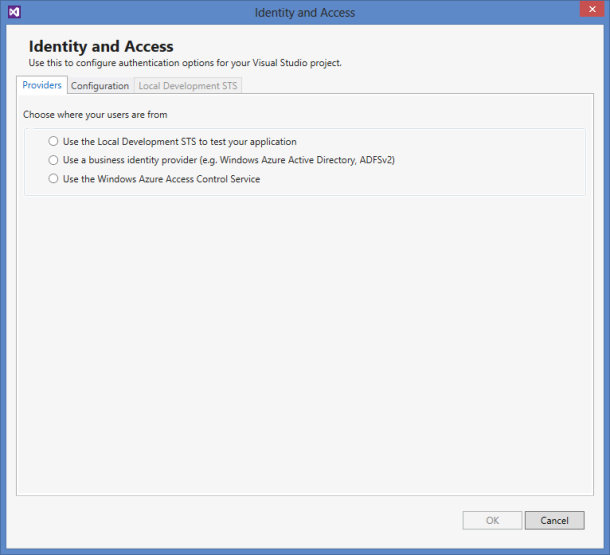 Identity and Access
Identity and Access
Use this to configure authentication options for your Visual Studio project.
Providers Configuration Local Development STS
Choose where your users are from
Use the Local Development STS to test your application
Use a business identity provider (e.g. Windows Azure Active Directory, ADFSv2)
Use the Windows Azure Access Control Service
OK Cancel